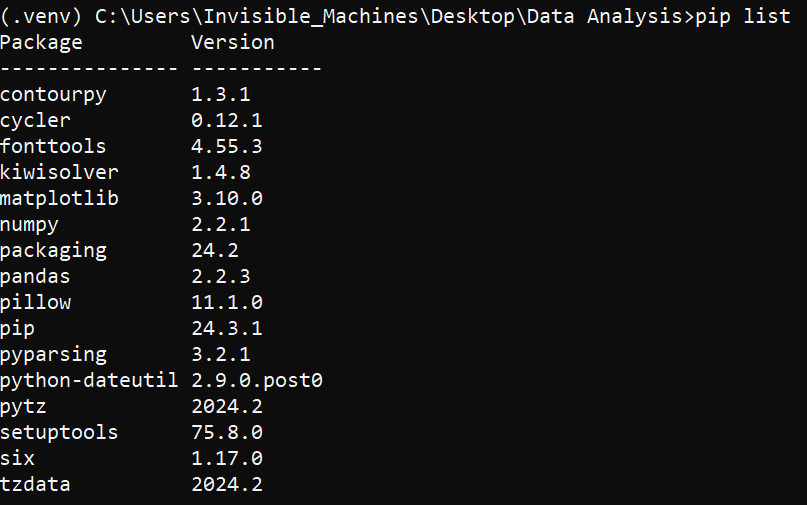 (.venv) C:\Users\Invisible_Machines\Desktop\Data Analysis>pip list
Package         Version
--------------- -----------
contourpy       1.3.1
cycler          0.12.1
fonttools       4.55.3
kiwisolver      1.4.8
matplotlib      3.10.0
numpy           2.2.1
packaging       24.2
pandas          2.2.3
pillow          11.1.0
pip             24.3.1
pyparsing       3.2.1
python-dateutil 2.9.0.post0
pytz            2024.2
setuptools      75.8.0
six             1.17.0
tzdata          2024.2